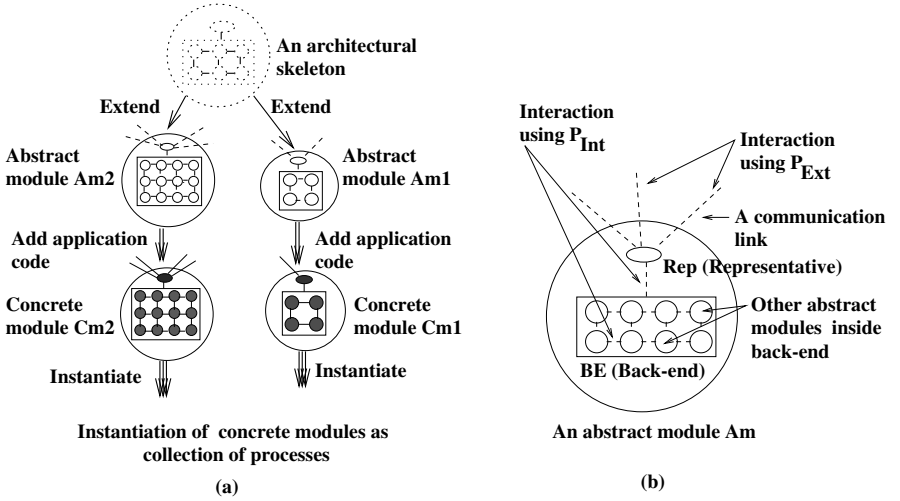 An architectural
skeleton
Extend
Extend
Abstract
module Am2
Abstract
module Am1
Add application
code
Add application
code
Concrete
module Cm2
Concrete
module Cm1
Instantiate
Instantiate
Instantiation of concrete modules as
collection of processes
(a)
Interaction
using P_Int
Interaction
using P_Ext
A communication
link
Rep (Representative)
Other abstract
modules inside
back-end
BE (Back-end)
An abstract module Am
(b)